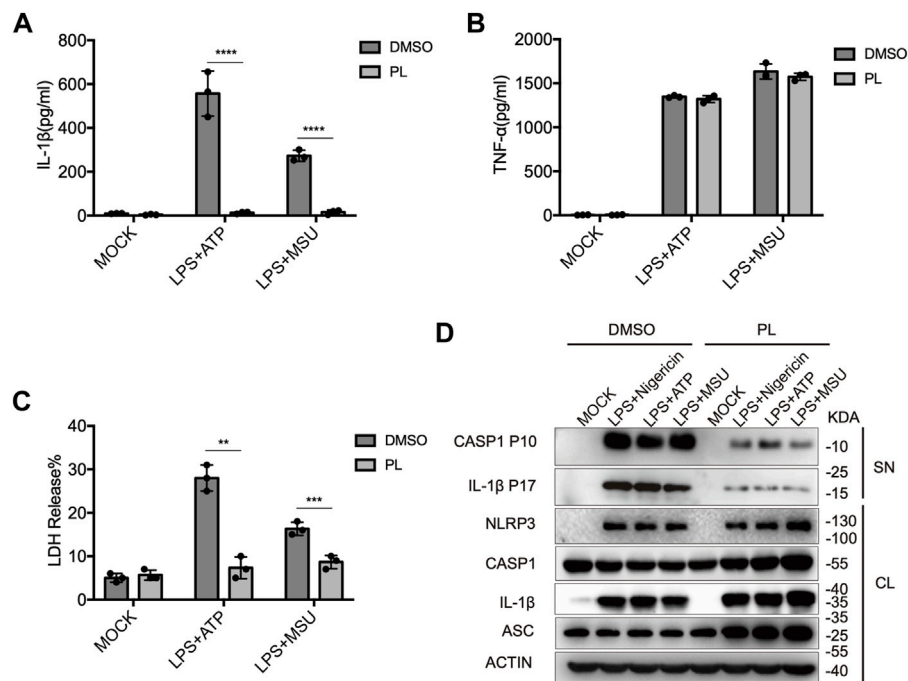 A
IL-1β(pg/ml)
800
600
400
200
0
****
****
DMSO
PL
MOCK
LPS+ATP
LPS+MSU
B
TNF-α(pg/ml)
2000
1500
1000
500
0
DMSO
PL
MOCK
LPS+ATP
LPS+MSU
C
LDH Release%
40
30
20
10
0
**
***
DMSO
PL
MOCK
LPS+ATP
LPS+MSU
D
DMSO PL
MOCK LPS+Nigericin LPS+ATP LPS+MSU MOCK LPS+Nigericin LPS+ATP LPS+MSU KDA
CASP1 P10 -10
-25
IL-1β P17 -15
SN
NLRP3 -130
-100
CASP1 -55
-40
IL-1β -35
ASC -25
-55
ACTIN -40
CL